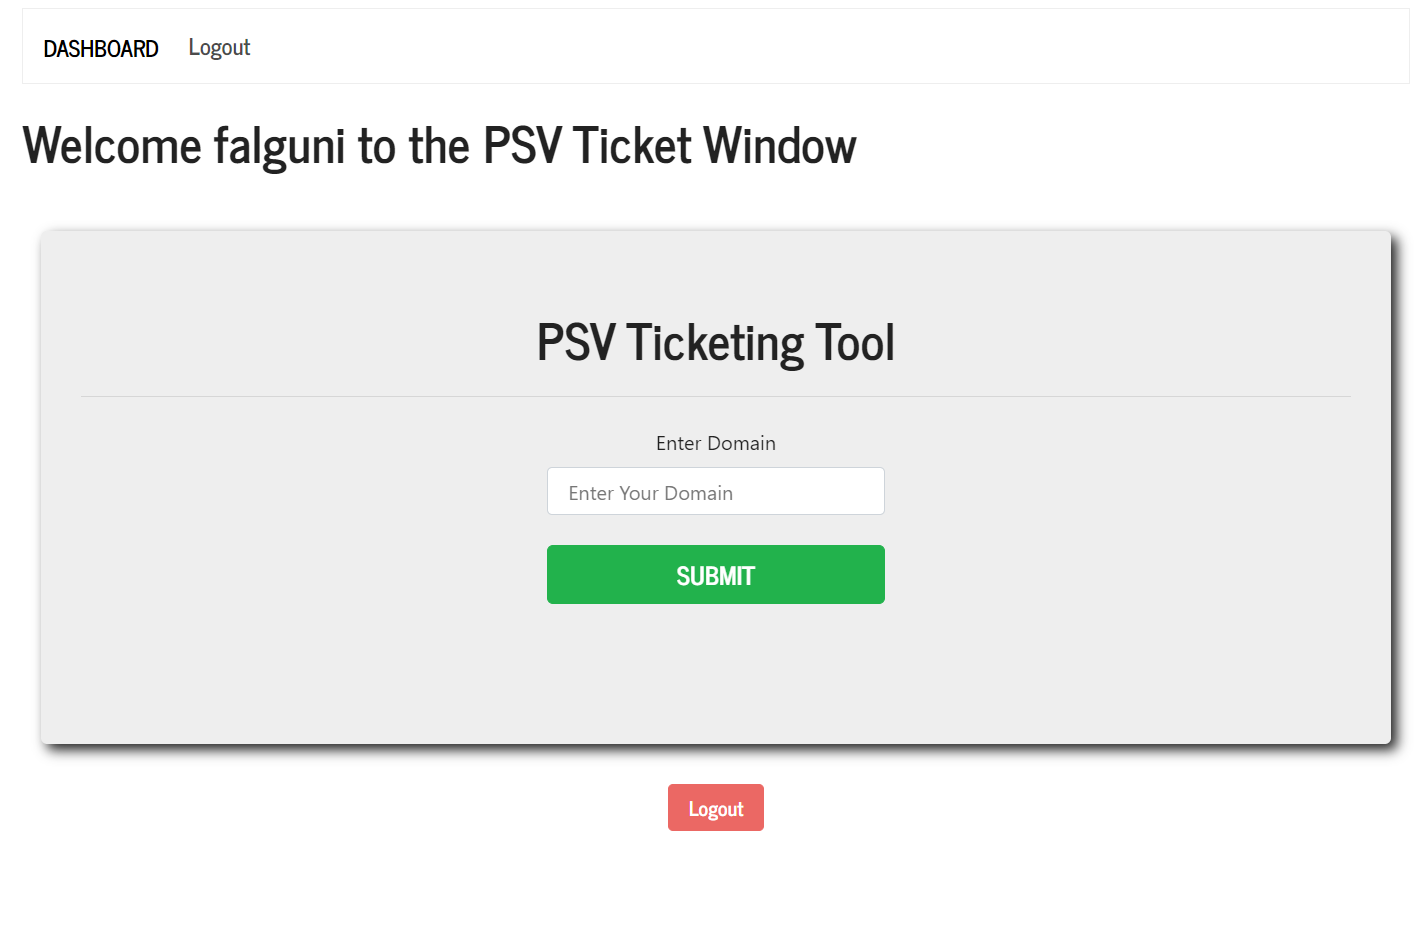 DASHBOARD Logout
Welcome falguni to the PSV Ticket Window
PSV Ticketing Tool
Enter Domain
Enter Your Domain
SUBMIT
Logout